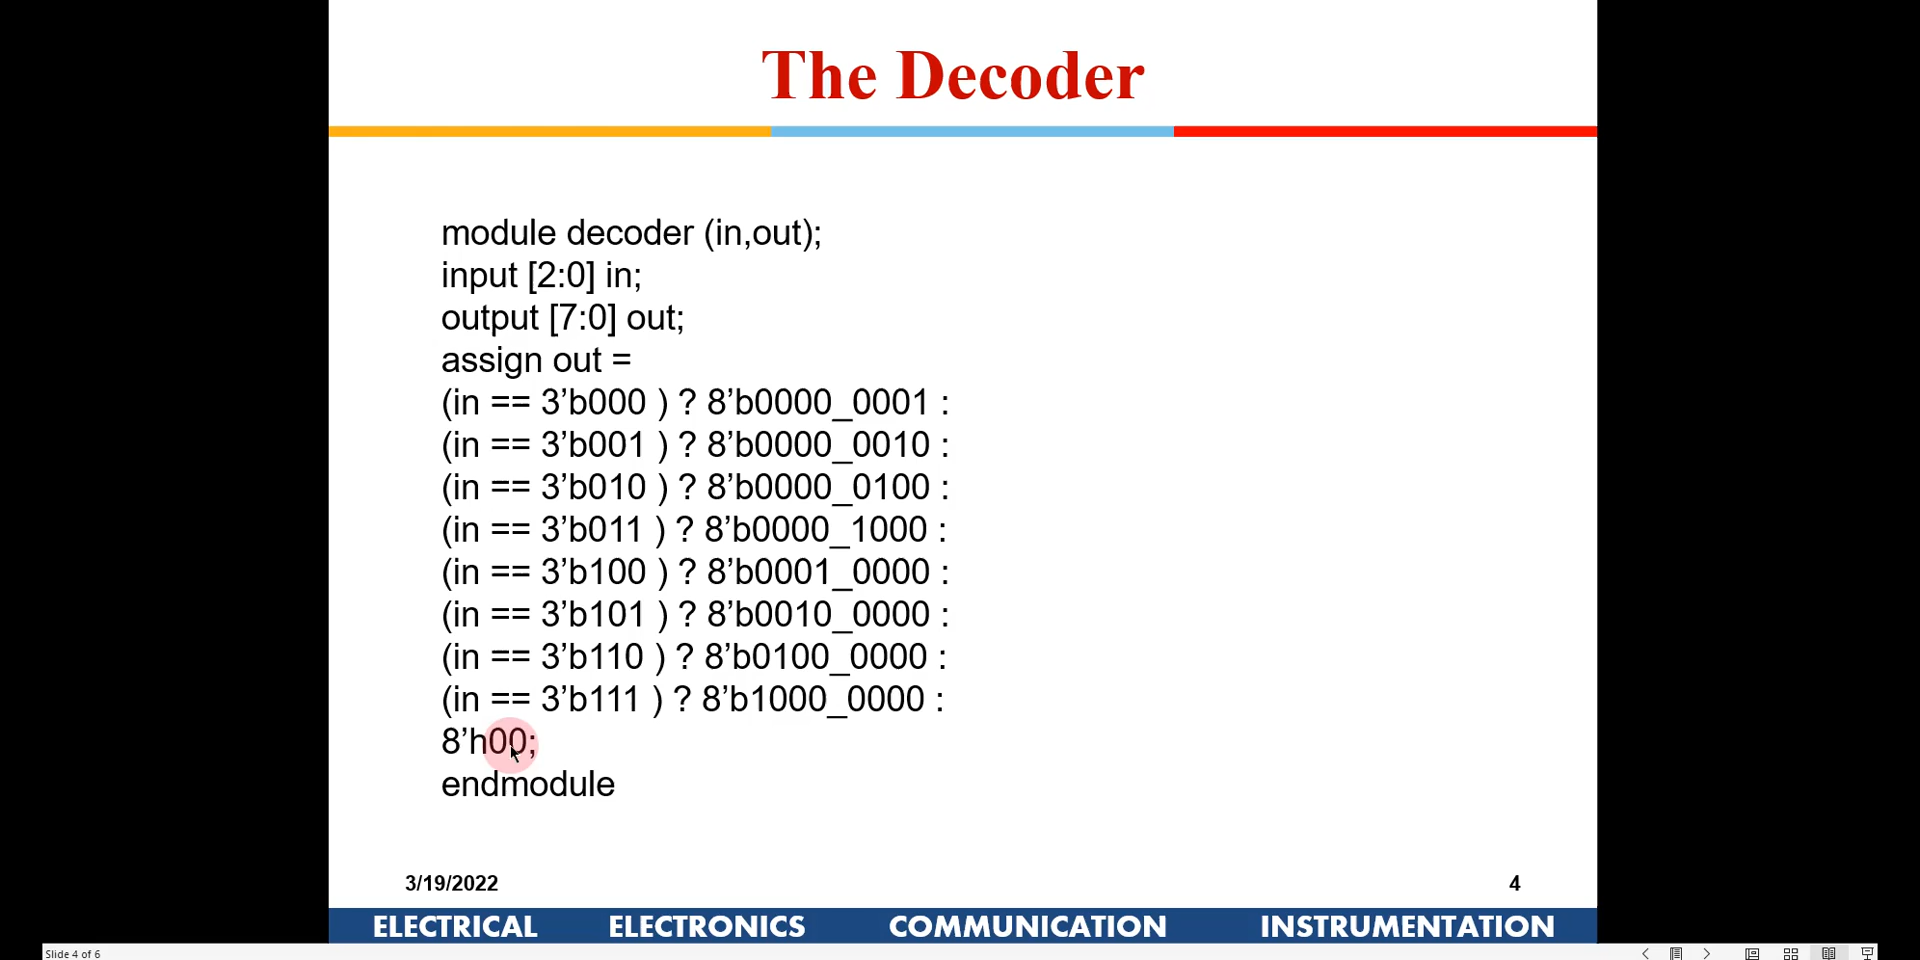 The Decoder
module decoder (in,out);
input [2:0] in;
output [7:0] out;
assign out =
(in == 3’b000 ) ? 8’b0000_0001 :
(in == 3’b001 ) ? 8’b0000_0010 :
(in == 3’b010 ) ? 8’b0000_0100 :
(in == 3’b011 ) ? 8’b0000_1000 :
(in == 3’b100 ) ? 8’b0001_0000 :
(in == 3’b101 ) ? 8’b0010_0000 :
(in == 3’b110 ) ? 8’b0100_0000 :
(in == 3’b111 ) ? 8’b1000_0000 :
8’h00;
endmodule
3/19/2022 4
ELECTRICAL ELECTRONICS COMMUNICATION INSTRUMENTATION
Slide 4 of 6